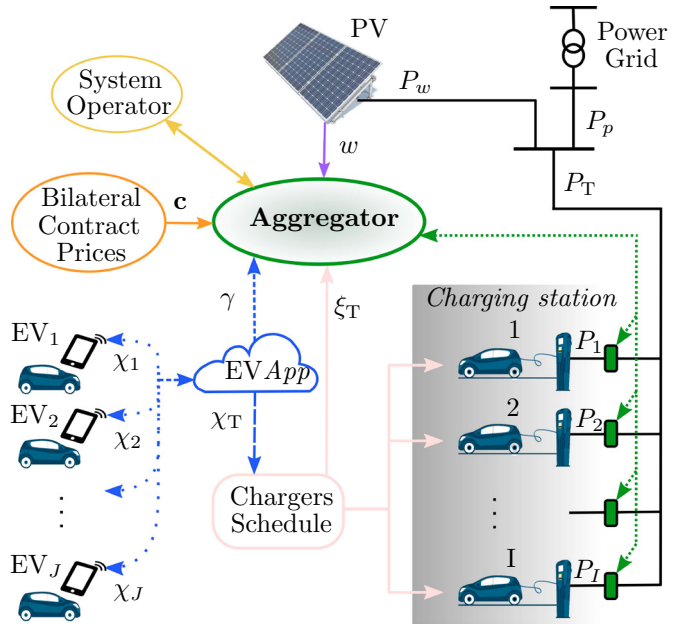 PV
Power
Grid
System
Operator
P_w
P_p
w
P_T
Bilateral
Contract
Prices
c
Aggregator
γ
ξ_T
Charging station
EV_1
χ_1
EVApp
1
P_1
EV_2
χ_2
χ_T
2
P_2
Chargers
Schedule
⋮
⋮
EV_J
χ_J
I
P_I